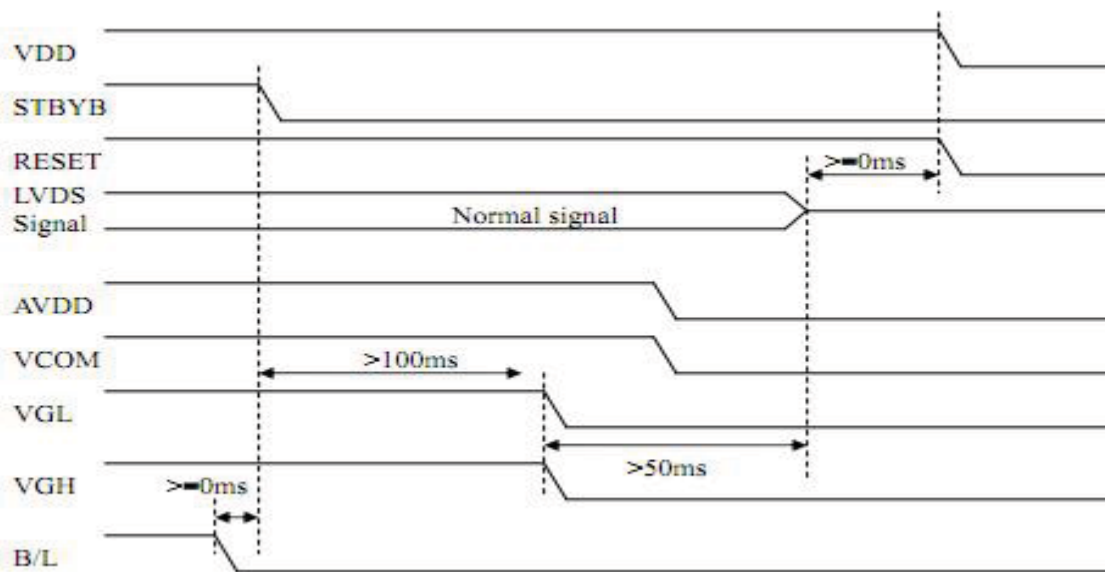 VDD
STBYB
RESET
>=0ms
LVDS
Signal
Normal signal
AVDD
VCOM
>100ms
VGL
>50ms
VGH
>=0ms
B/L